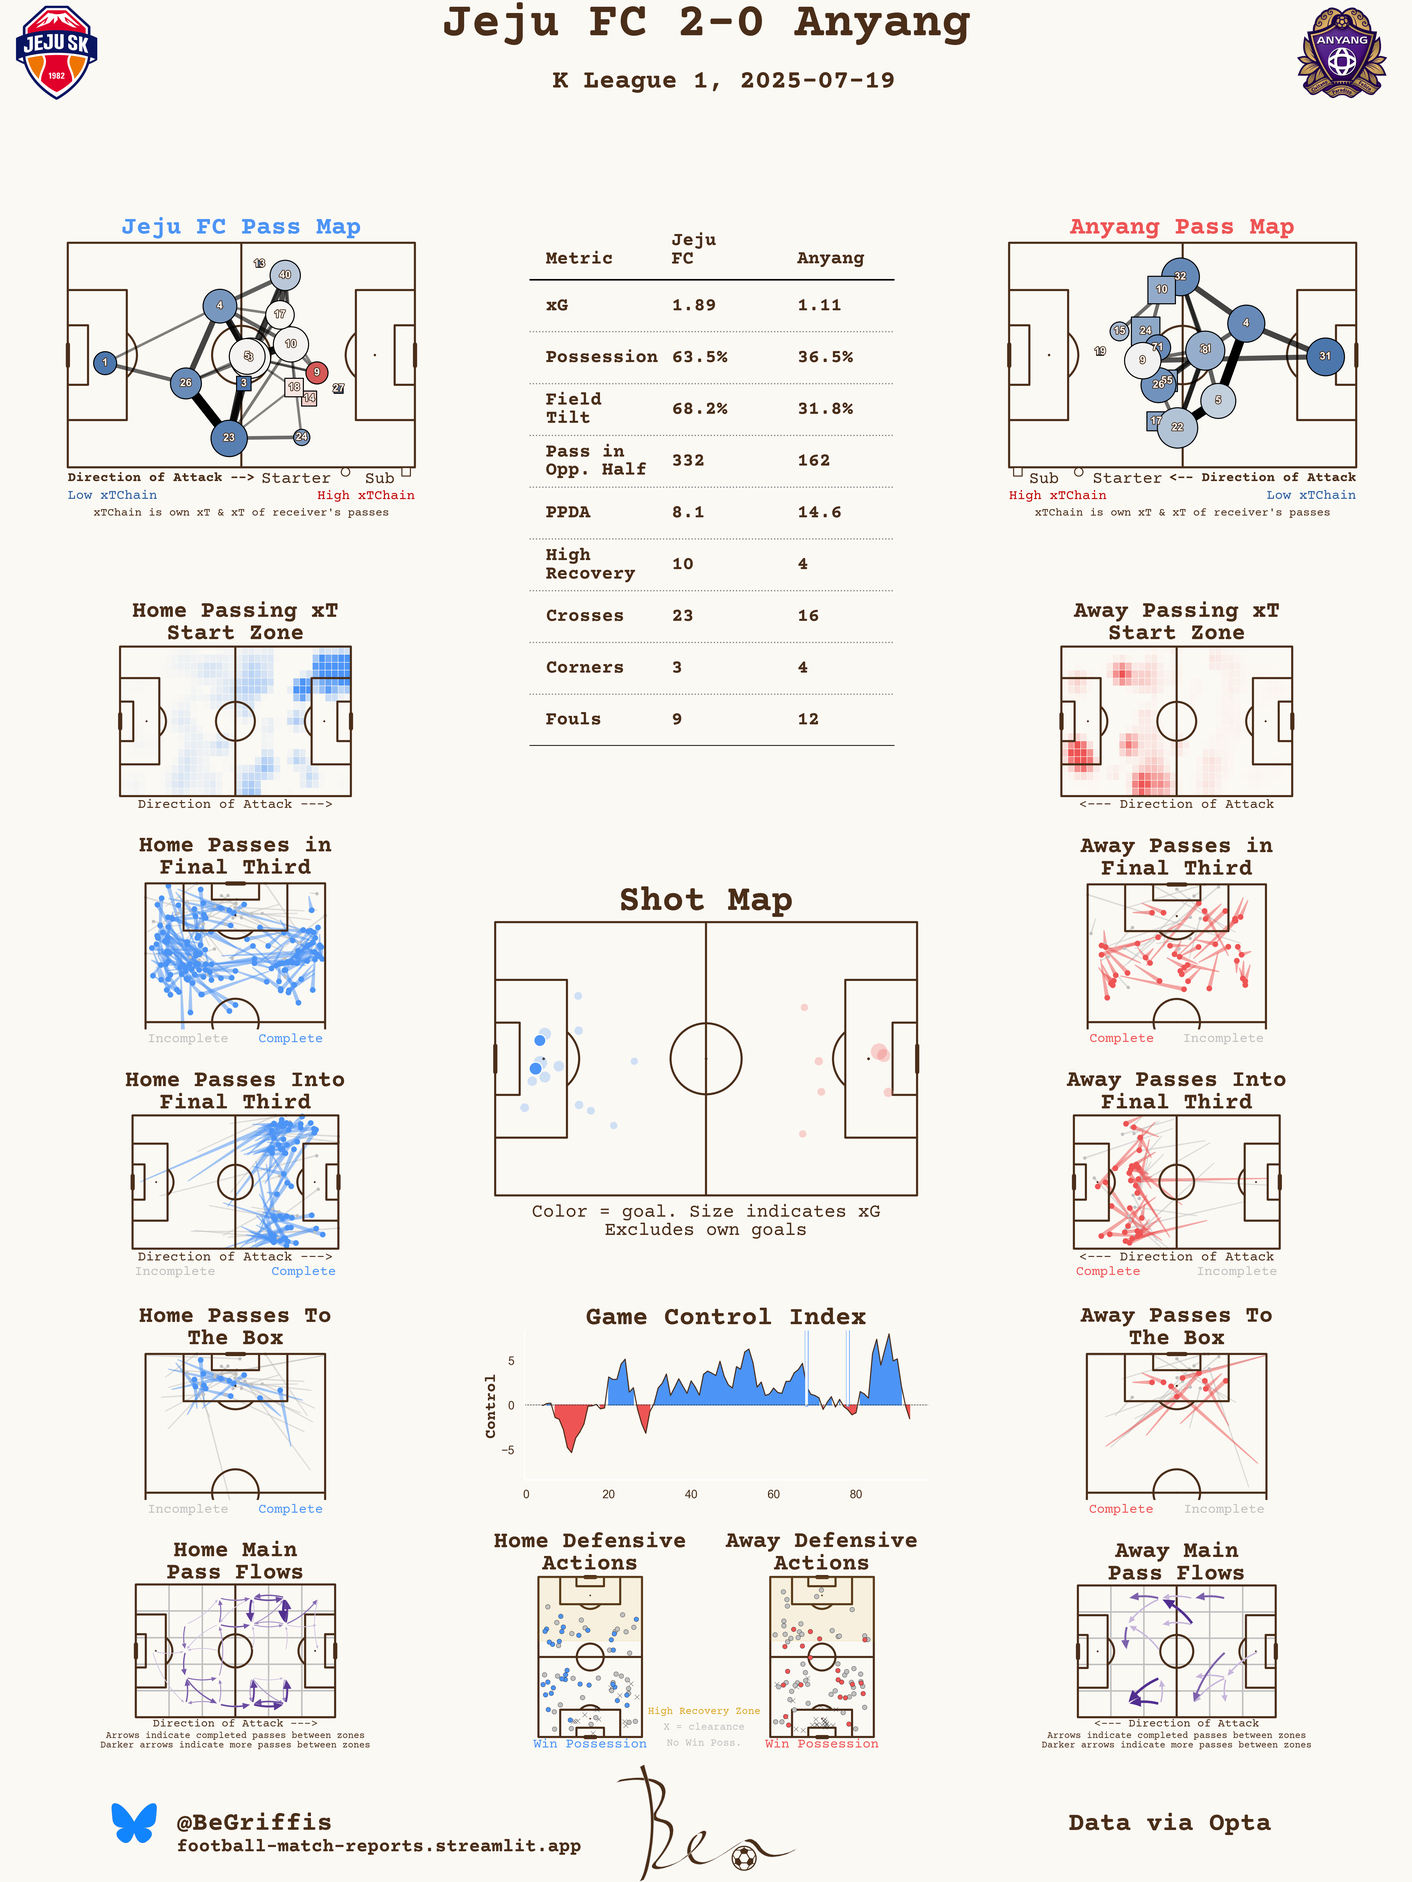 Jeju FC 2-0 Anyang
K League 1, 2025-07-19
JEJU SK
1982
ANYANG
Jeju FC Pass Map
13
40
4
17
10
1
26
3
9
18
14
27
23
24
Direction of Attack --> Starter Sub
Low xTChain High xTChain
xTChain is own xT & xT of receiver's passes
Metric Jeju FC Anyang
xG 1.89 1.11
Possession 63.5% 36.5%
Field Tilt 68.2% 31.8%
Pass in Opp. Half 332 162
PPDA 8.1 14.6
High Recovery 10 4
Crosses 23 16
Corners 3 4
Fouls 9 12
Anyang Pass Map
32
10
15
24
4
71
19
9
31
26
55
5
17
22
Sub Starter <-- Direction of Attack
High xTChain Low xTChain
xTChain is own xT & xT of receiver's passes
Home Passing xT
Start Zone
Direction of Attack --->
Away Passing xT
Start Zone
<--- Direction of Attack
Home Passes in
Final Third
Incomplete Complete
Away Passes in
Final Third
Complete Incomplete
Shot Map
Color = goal. Size indicates xG
Excludes own goals
Home Passes Into
Final Third
Direction of Attack --->
Incomplete Complete
Away Passes Into
Final Third
<--- Direction of Attack
Complete Incomplete
Home Passes To
The Box
Incomplete Complete
Game Control Index
Control
5
0
−5
0 20 40 60 80
Away Passes To
The Box
Complete Incomplete
Home Main
Pass Flows
Direction of Attack --->
Arrows indicate completed passes between zones
Darker arrows indicate more passes between zones
Home Defensive
Actions
Win Possession
Away Defensive
Actions
Win Possession
High Recovery Zone
X = clearance
No Win Poss.
Away Main
Pass Flows
<--- Direction of Attack
Arrows indicate completed passes between zones
Darker arrows indicate more passes between zones
@BeGriffis
football-match-reports.streamlit.app
Ben
Data via Opta